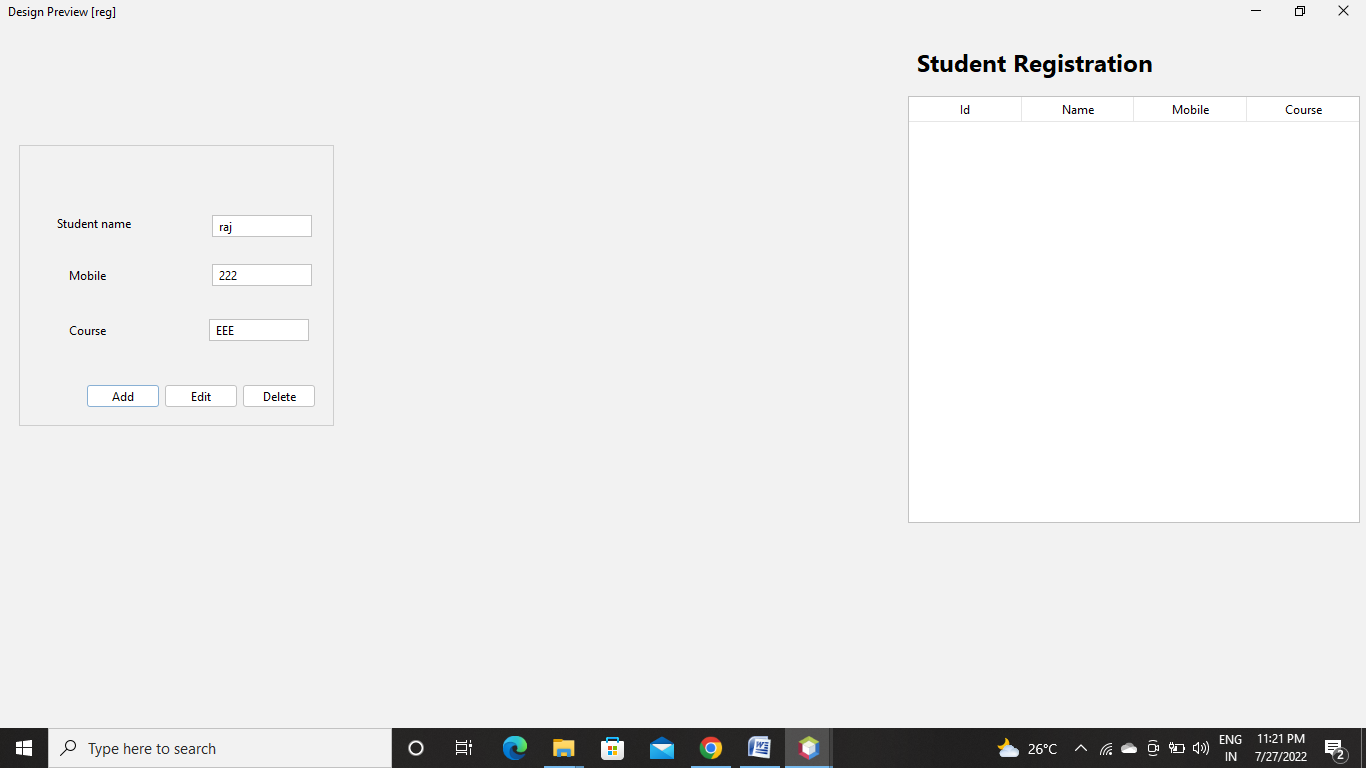 Design Preview [reg]
Student Registration
Id Name Mobile Course
Student name raj
Mobile 222
Course EEE
Add Edit Delete
Type here to search
26°C
ENG
IN
11:21 PM
7/27/2022
2